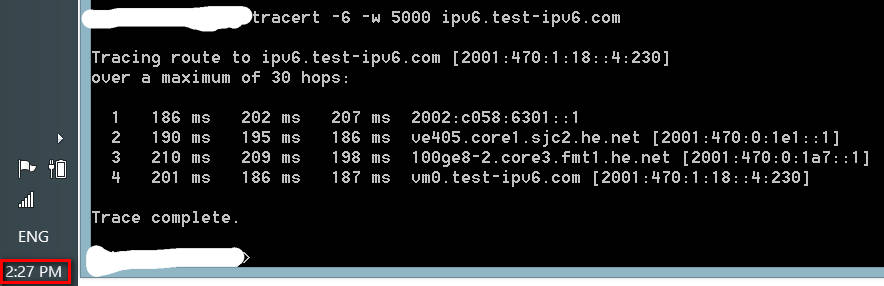 tracert -6 -w 5000 ipv6.test-ipv6.com
Tracing route to ipv6.test-ipv6.com [2001:470:1:18::4:230]
over a maximum of 30 hops:
1 186 ms 202 ms 207 ms 2002:c058:6301::1
2 190 ms 195 ms 186 ms ve405.core1.sjc2.he.net [2001:470:0:1e1::1]
3 210 ms 209 ms 198 ms 100ge8-2.core3.fmt1.he.net [2001:470:0:1a7::1]
4 201 ms 186 ms 187 ms vm0.test-ipv6.com [2001:470:1:18::4:230]
Trace complete.
>
ENG
2:27 PM